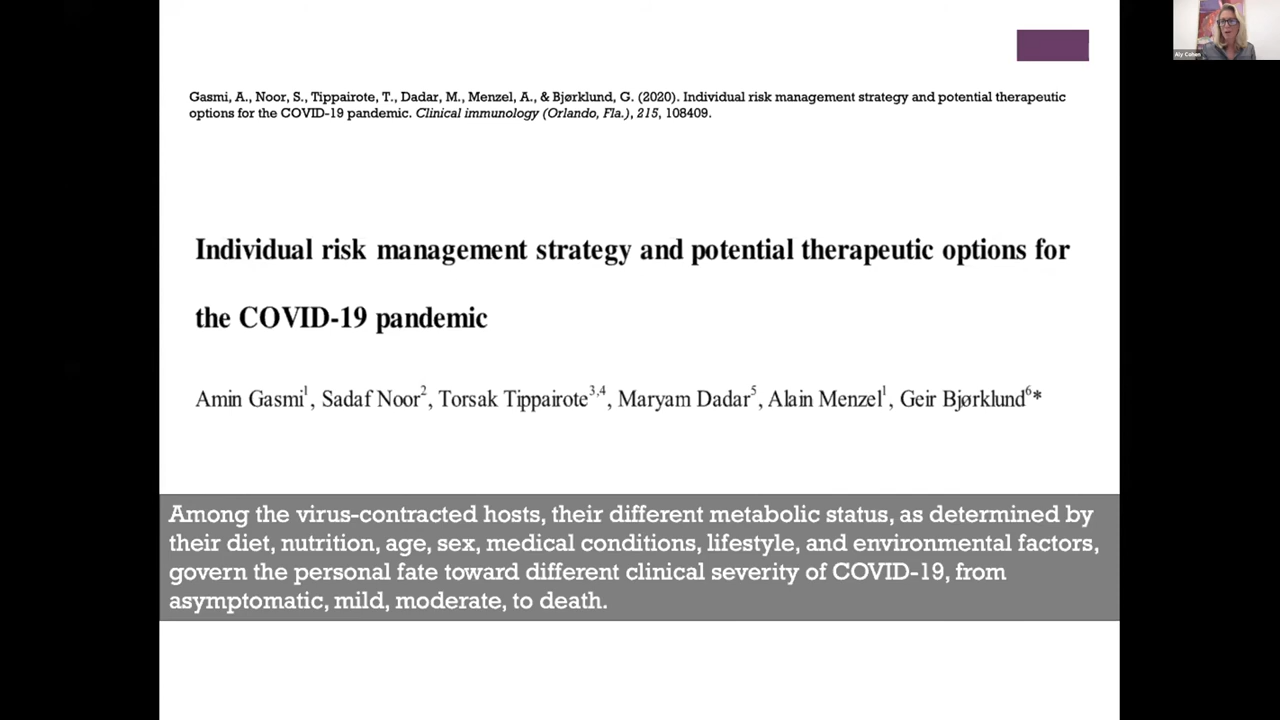 Aly Cohen
Gasmi, A., Noor, S., Tippairote, T., Dadar, M., Menzel, A., & Bjørklund, G. (2020). Individual risk management strategy and potential therapeutic
options for the COVID-19 pandemic. Clinical immunology (Orlando, Fla.), 215, 108409.
Individual risk management strategy and potential therapeutic options for
the COVID-19 pandemic
Amin Gasmi1, Sadaf Noor2, Torsak Tippairote3,4, Maryam Dadar5, Alain Menzel1, Geir Bjørklund6*
Among the virus-contracted hosts, their different metabolic status, as determined by
their diet, nutrition, age, sex, medical conditions, lifestyle, and environmental factors,
govern the personal fate toward different clinical severity of COVID-19, from
asymptomatic, mild, moderate, to death.